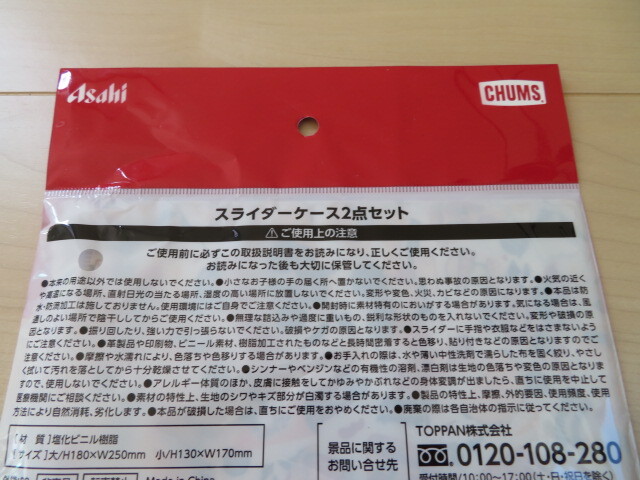 Asahi
CHUMS
スライダーケース2点セット
⚠ご使用上の注意
ご使用前に必ずこの取扱説明書をお読みになり、正しくご使用ください。
お読みになった後も大切に保管してください。
●本来の用途以外では使用しないでください。●小さなお子様の手の届く所へ置かないでください。思わぬ事故の原因となります。●火気の近く
や高温になる場所、直射日光の当たる場所、湿度の高い場所に放置しないでください。変形や変色、火災、カビなどの原因になります。●本品は防
水・防滴加工は施しておりません。使用環境にはご自身でご注意ください。●開封時に素材特有のにおいがする場合があります。気になる場合は、風
通しのよい場所で陰干ししてからご使用ください。●無理な詰込みや過度に重いもの、鋭利な形状のものを入れないでください。変形や破損の原
因となります。●振り回したり、強い力で引っ張らないでください。破損やケガの原因となります。●スライダーに手指や衣服などをはさまないよう
にご注意ください。●革製品や印刷物、ビニール素材、樹脂加工されたものなどと長時間密着すると色移り、貼り付きなどの原因となりますのでご注
意ください。●摩擦や水濡れにより、色落ちや色移りする場合があります。●お手入れの際は、水や薄い中性洗剤で濡らした布を固く絞り、やさし
く拭いて汚れを落としてから十分乾燥させてください。●シンナーやベンジンなどの有機性の溶剤、漂白剤は生地の色落ちや変色の原因となりま
すので、使用しないでください。●アレルギー体質のほか、皮膚に接触をしてかゆみやかぶれなどの身体変調が出ましたら、直ちに使用を中止して
医療機関にご相談ください。●素材の特性上、生地のシワやキズ部分が白濁する場合があります。●製品の特性上、摩擦、外的要因、使用頻度、使用
方法により自然消耗、劣化します。●本品が破損した場合は、直ちにご使用をおやめください。●廃棄の際は各自治体の指示に従ってください。
[材 質]塩化ビニル樹脂
[サイズ]大/H180×W250mm 小/H130×W170mm
Made in China
景品に関する
お問い合せ先
TOPPAN株式会社
0120-108-280
受付時間/10:00～17:00(土・日・祝日を除く)